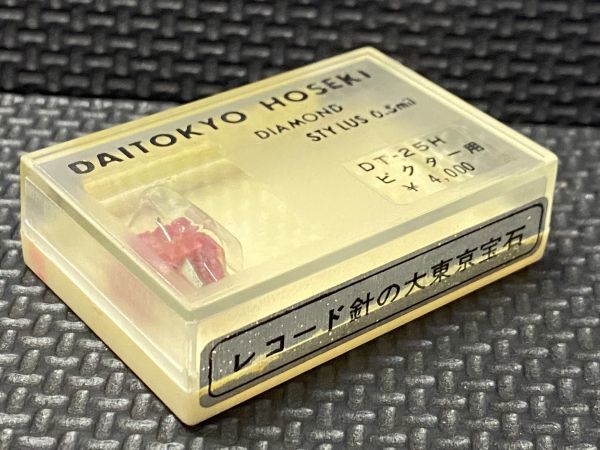 DAITOKYO HOSEKI
DIAMOND
STYLUS 0.5mil
DT-25H
ビクター用
¥ 4,000
レコード針の大東京宝石